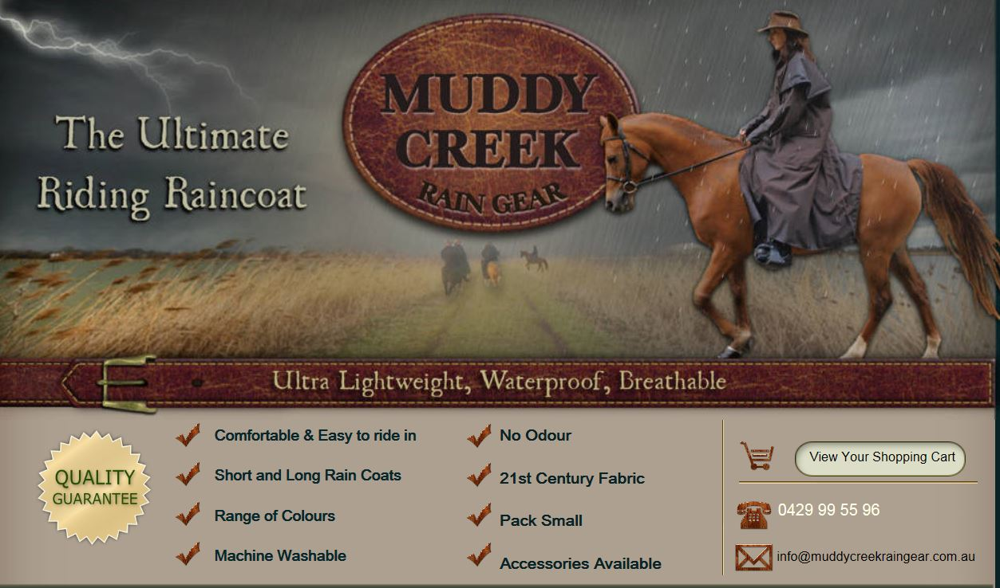 The Ultimate
Riding Raincoat
MUDDY
CREEK
RAIN GEAR
Ultra Lightweight, Waterproof, Breathable
QUALITY
GUARANTEE
Comfortable & Easy to ride in
Short and Long Rain Coats
Range of Colours
Machine Washable
No Odour
21st Century Fabric
Pack Small
Accessories Available
View Your Shopping Cart
0429 99 55 96
info@muddycreekraingear.com.au